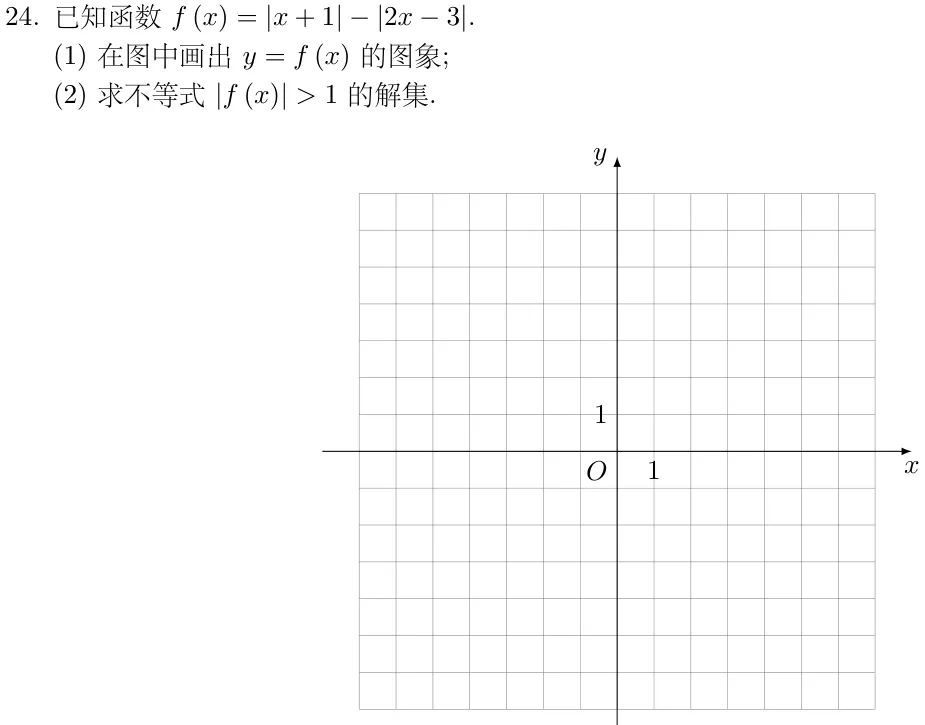 24. 已知函数 f (x) = |x + 1| − |2x − 3|.
(1) 在图中画出 y = f (x) 的图象;
(2) 求不等式 |f (x)| > 1 的解集.
y
1
O 1 x